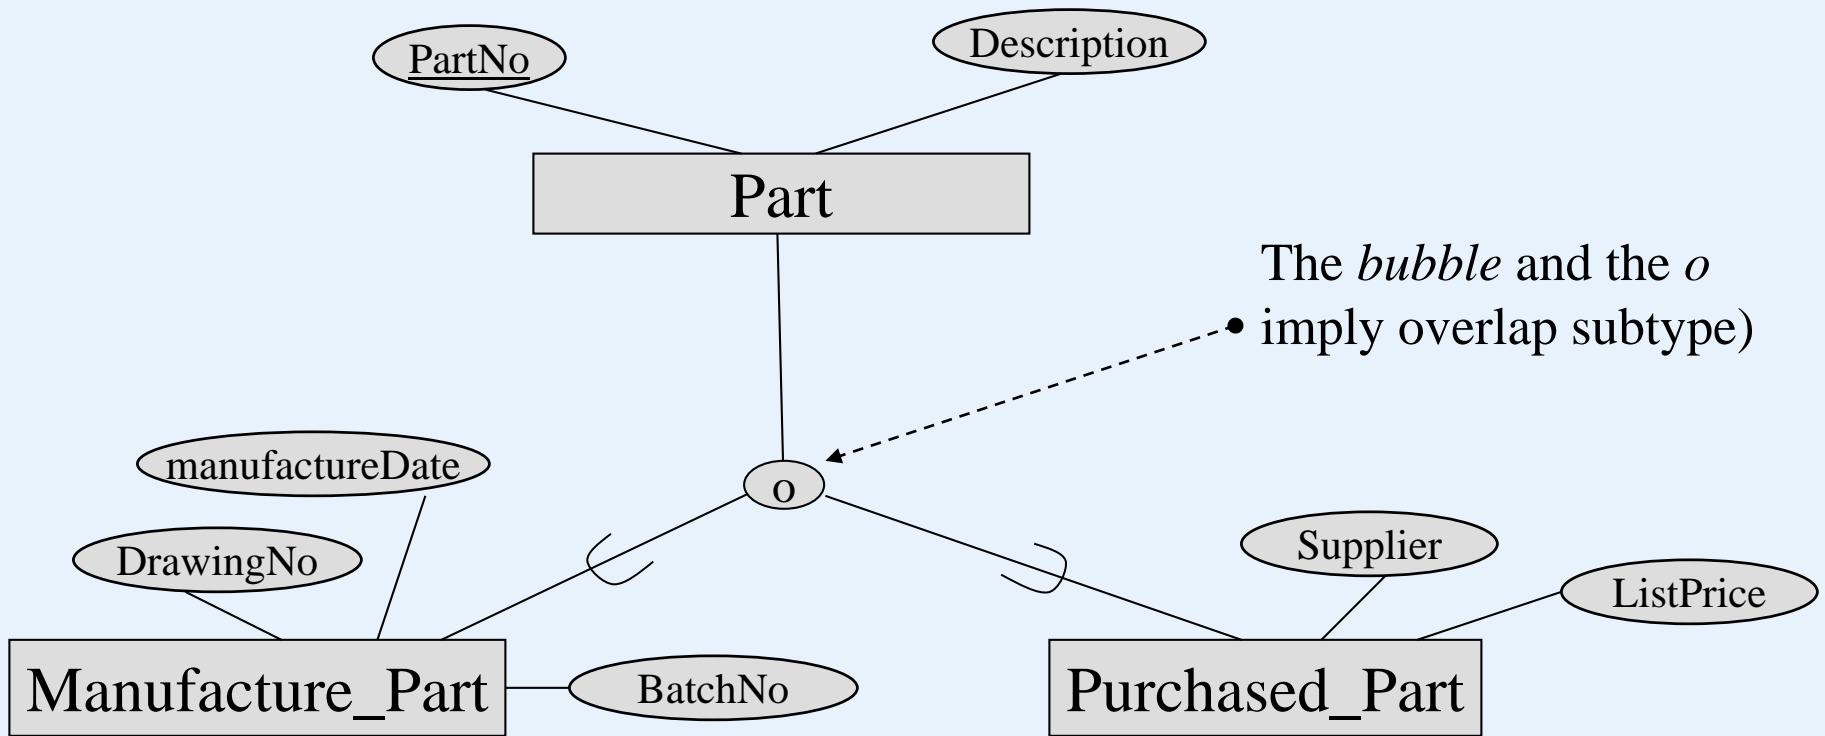 PartNo
Description
Part
The bubble and the o
• imply overlap subtype)
manufactureDate
o
DrawingNo
Supplier
ListPrice
Manufacture_Part
BatchNo
Purchased_Part